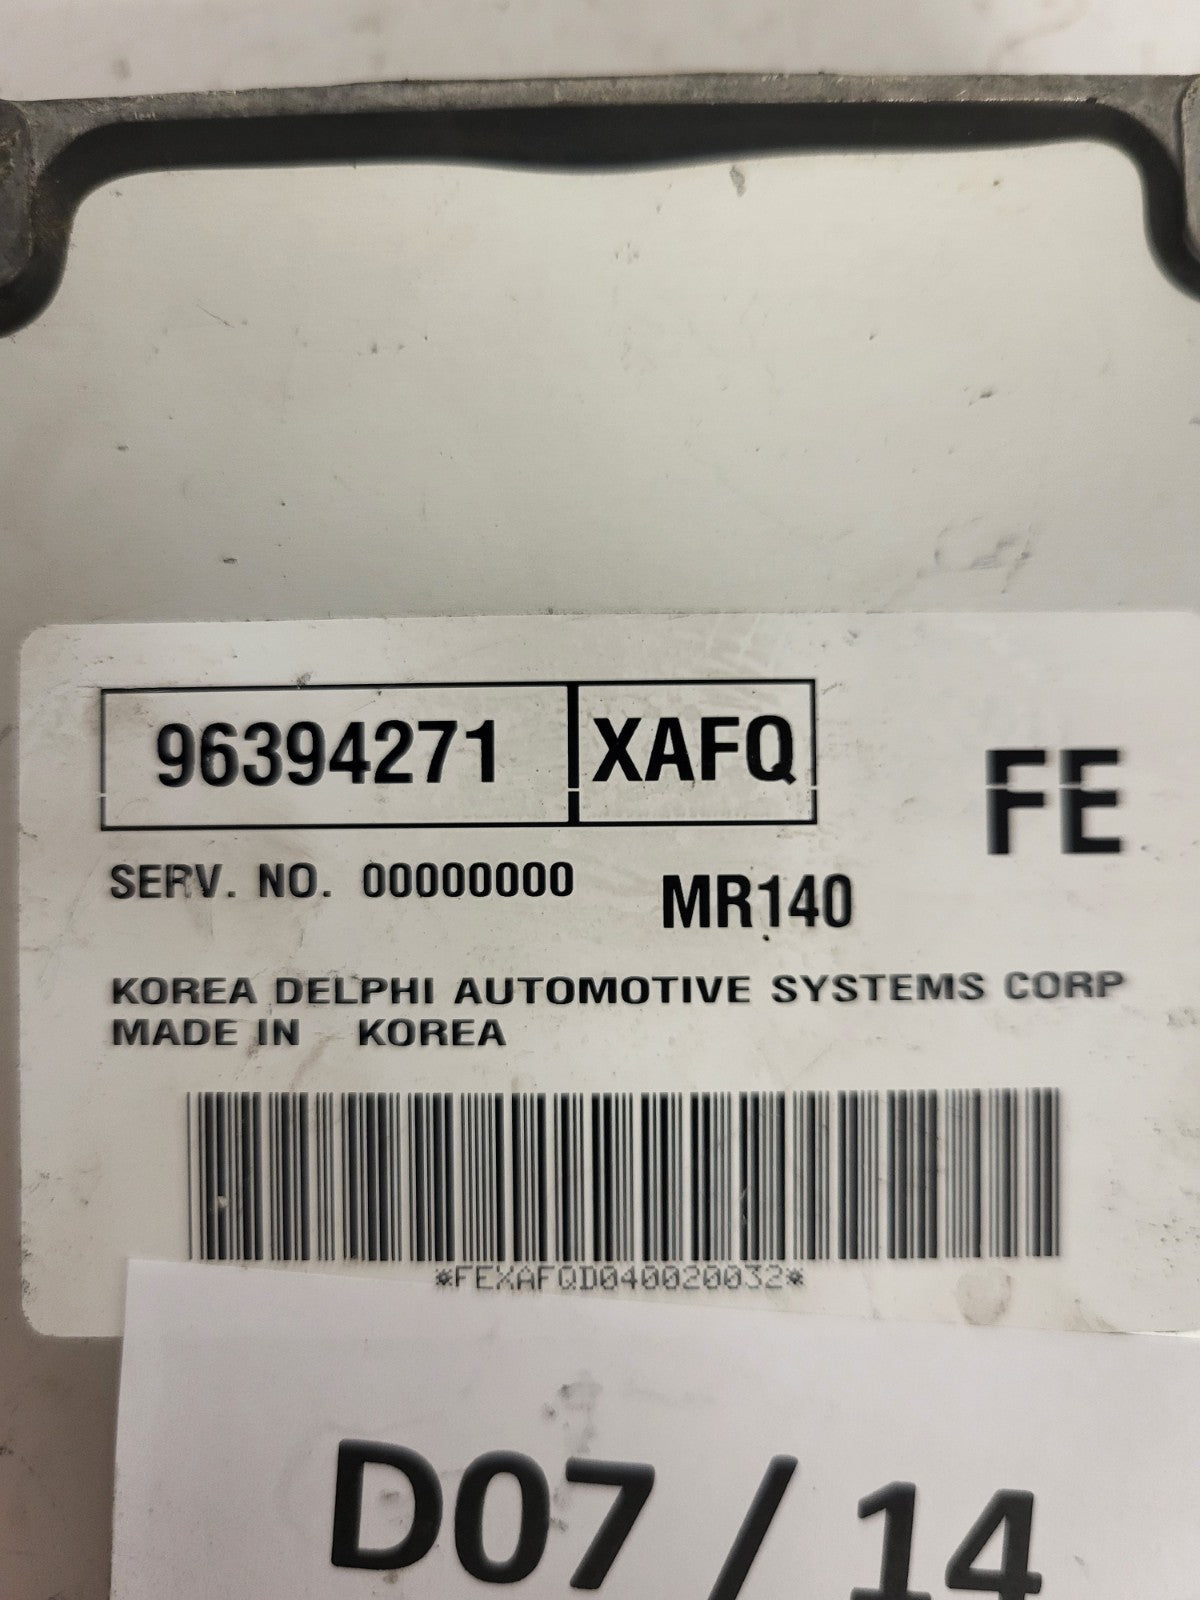 96394271 XAFQ
FE
SERV. NO. 00000000
MR140
KOREA DELPHI AUTOMOTIVE SYSTEMS CORP
MADE IN KOREA
*FEXAFQD040020032*
D07 / 14